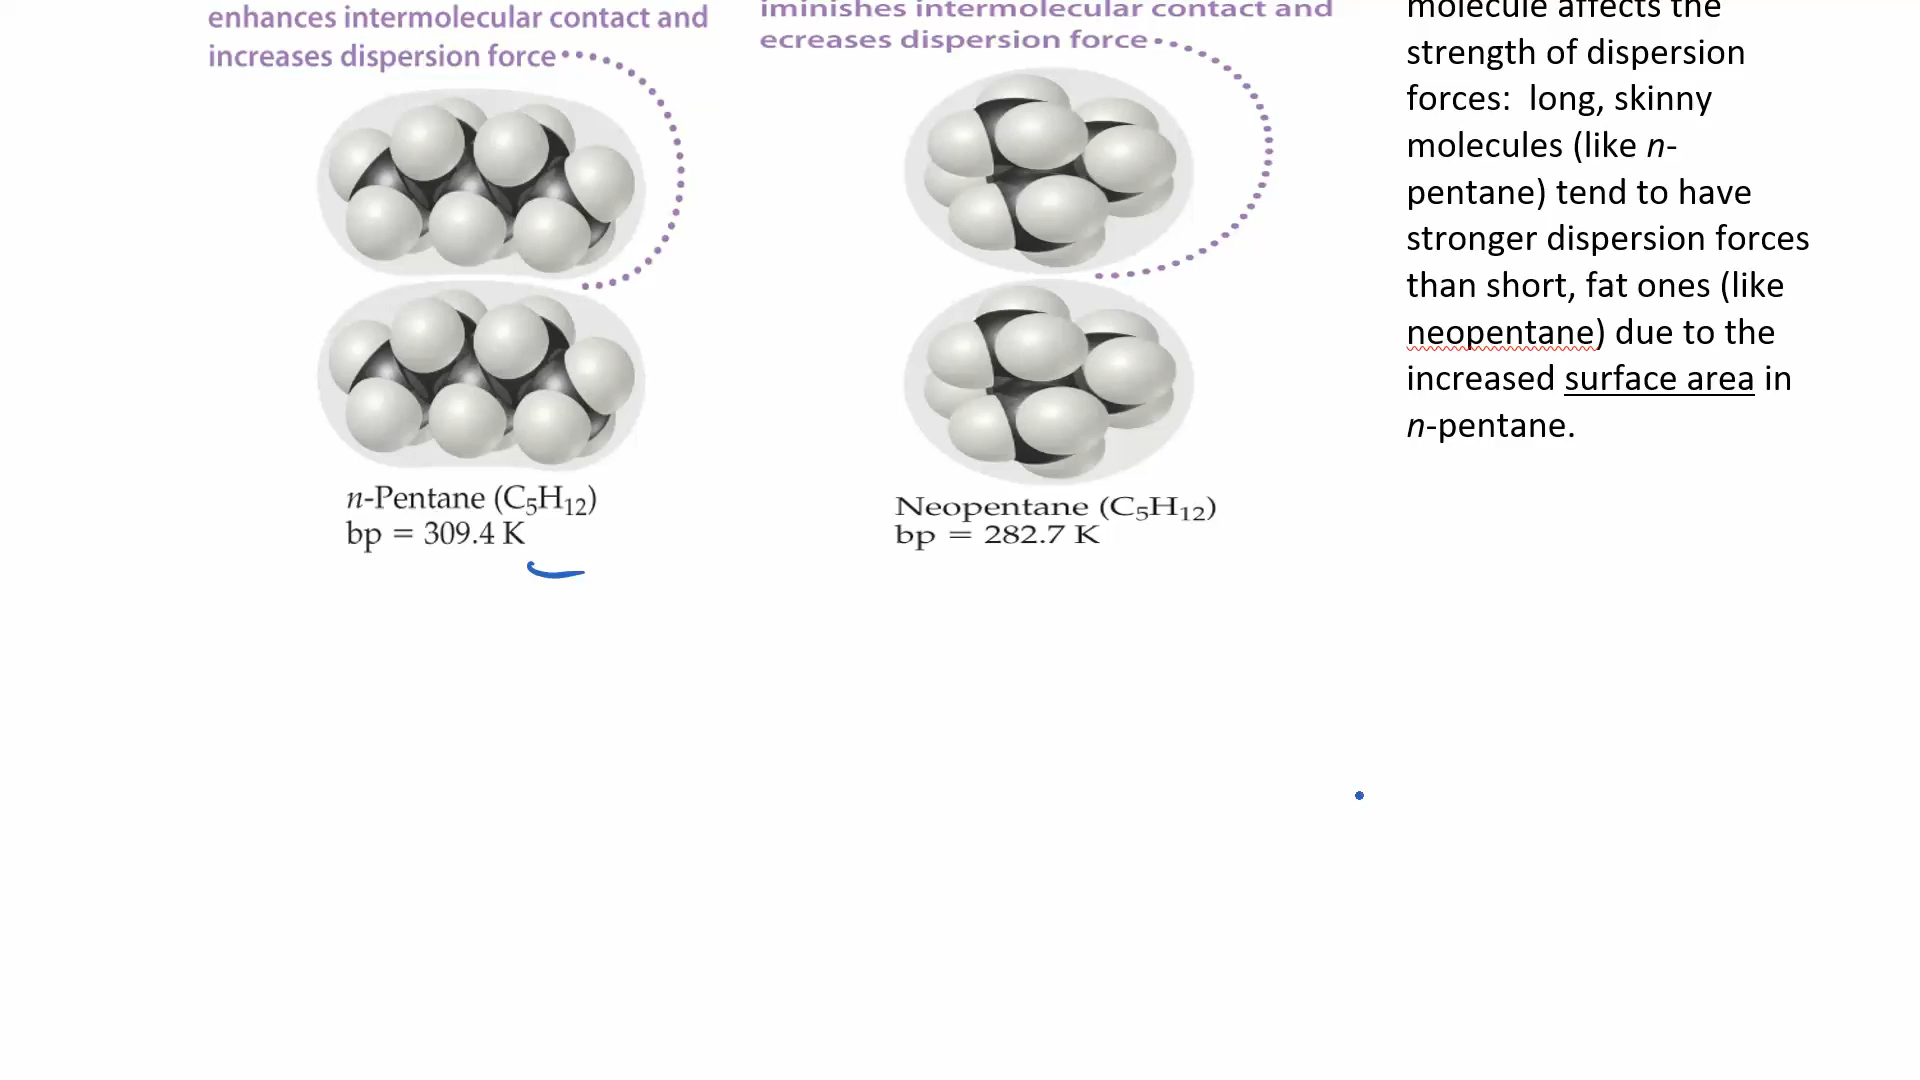 enhances intermolecular contact and
increases dispersion force
iminishes intermolecular contact and
ecreases dispersion force
n-Pentane (C₅H₁₂)
bp = 309.4 K
Neopentane (C₅H₁₂)
bp = 282.7 K
molecule affects the
strength of dispersion
forces:  long, skinny
molecules (like n-
pentane) tend to have
stronger dispersion forces
than short, fat ones (like
neopentane) due to the
increased surface area in
n-pentane.